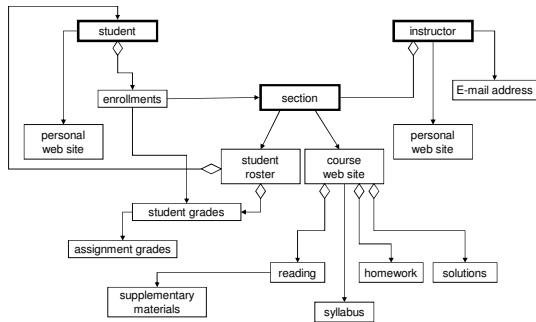 student
instructor
enrollments
section
E-mail address
personal
web site
student
roster
course
web site
personal
web site
student grades
assignment grades
reading
homework
solutions
supplementary
materials
syllabus